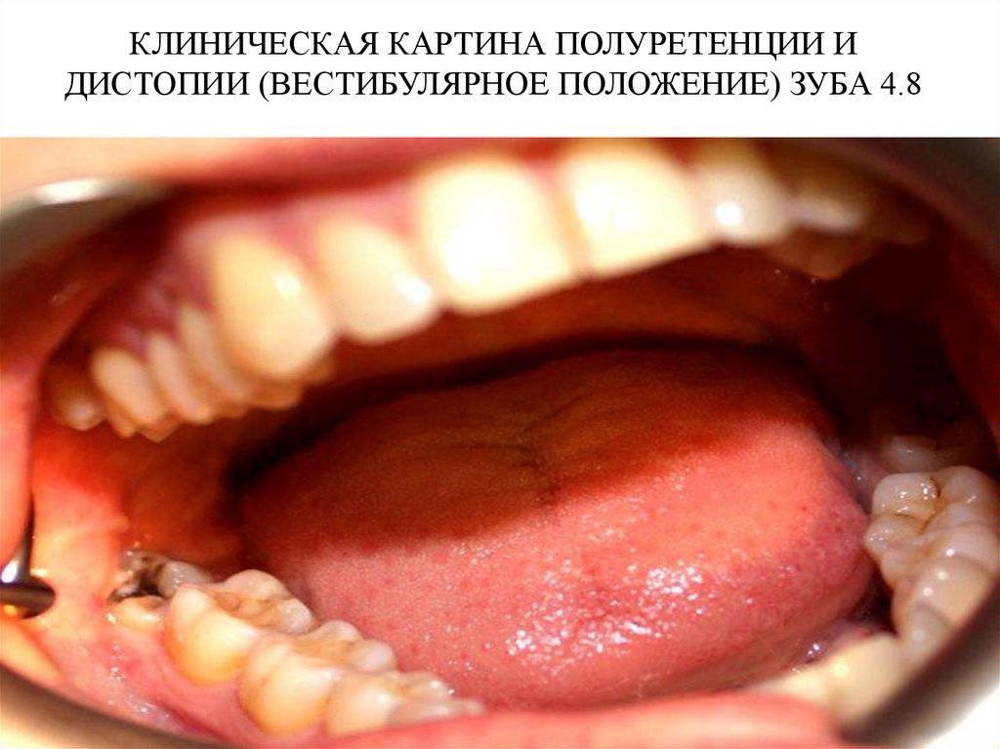 КЛИНИЧЕСКАЯ КАРТИНА ПОЛУРЕТЕНЦИИ И
ДИСТОПИИ (ВЕСТИБУЛЯРНОЕ ПОЛОЖЕНИЕ) ЗУБА 4.8